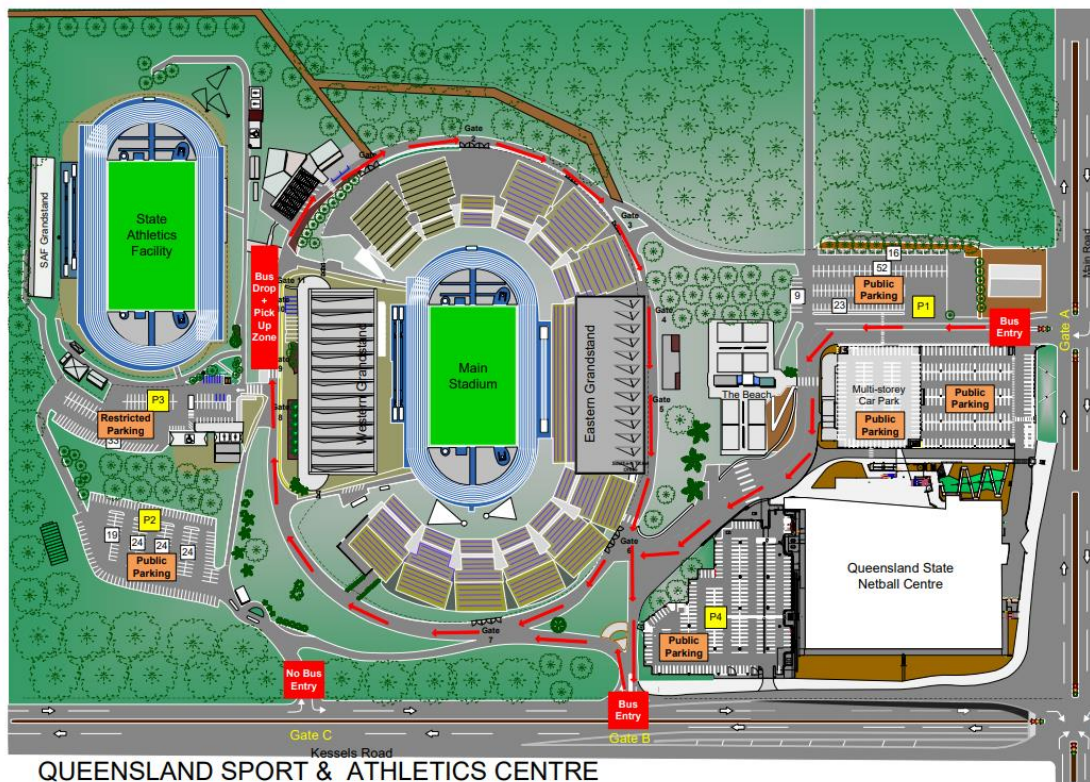 Gate
2
Gate
3
SAF Grandstand
State
Athletics
Facility
Bus
Drop
+
Pick
Up
Zone
Gate 11
Western Grandstand
Main
Stadium
Eastern Grandstand
Gate
4
Gate
5
The Beach
16
52
Public
Parking
9
23
P1
Bus
Entry
Gate A
Main Road
Multi-storey
Car Park
Public
Parking
Public
Parking
P3
Restricted
Parking
Gate
8
P2
19
24
24
24
Public
Parking
Gate
6
Gate
7
Queensland State
Netball Centre
P4
Public
Parking
No Bus
Entry
Bus
Entry
Gate C
Gate B
Kessels Road
QUEENSLAND SPORT & ATHLETICS CENTRE